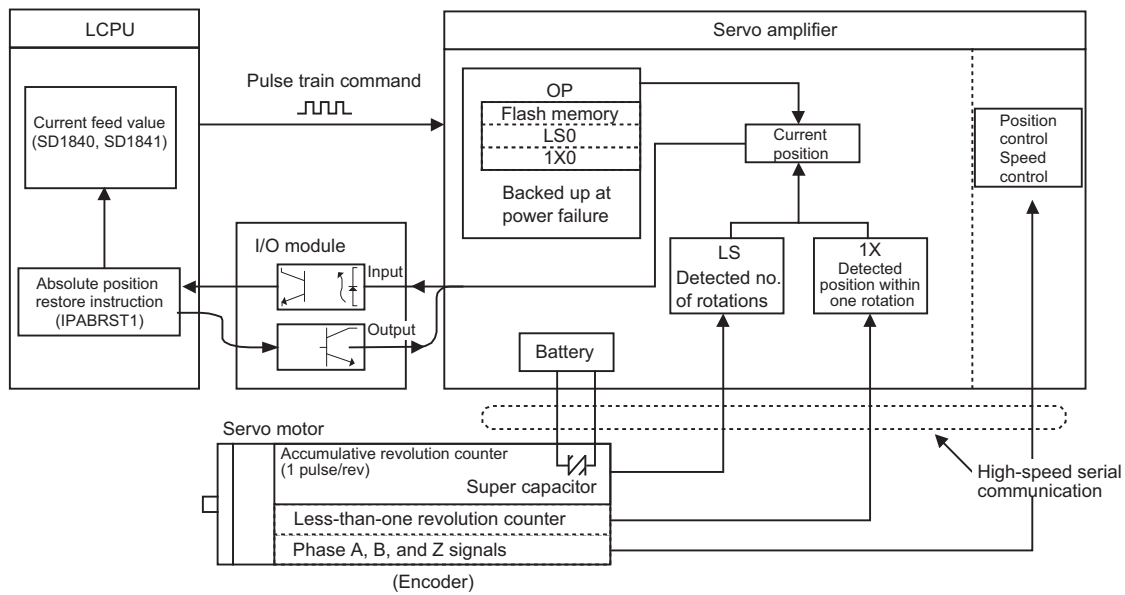 LCPU
Servo amplifier
Pulse train command
Current feed value
(SD1840, SD1841)
OP
Flash memory
LS0
1X0
Backed up at
power failure
Current
position
Position
control
Speed
control
I/O module
Input
Output
Absolute position
restore instruction
(IPABRST1)
LS
Detected no.
of rotations
1X
Detected
position within
one rotation
Battery
Servo motor
Accumulative revolution counter
(1 pulse/rev)
Super capacitor
Less-than-one revolution counter
Phase A, B, and Z signals
(Encoder)
High-speed serial
communication